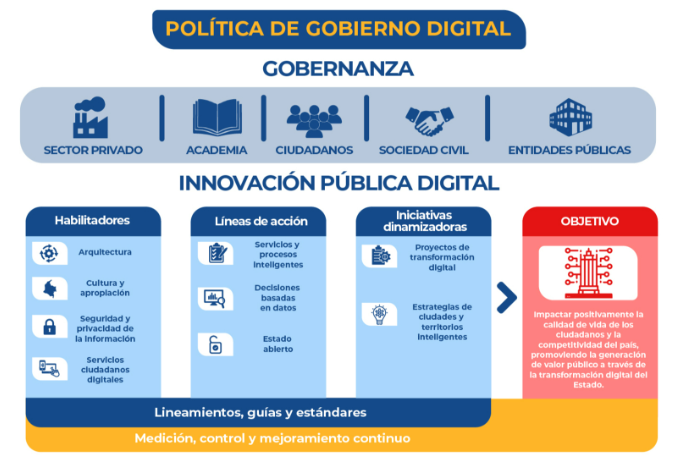 POLÍTICA DE GOBIERNO DIGITAL
GOBERNANZA
SECTOR PRIVADO
ACADEMIA
CIUDADANOS
SOCIEDAD CIVIL
ENTIDADES PÚBLICAS
INNOVACIÓN PÚBLICA DIGITAL
Habilitadores
Arquitectura
Cultura y
apropiación
Seguridad y
privacidad de
la información
Servicios
ciudadanos
digitales
Líneas de acción
Servicios y
procesos
inteligentes
Decisiones
basadas
en datos
Estado
abierto
Iniciativas
dinamizadoras
Proyectos de
transformación
digital
Estrategias de
ciudades y
territorios
inteligentes
OBJETIVO
Impactar positivamente la
calidad de vida de los
ciudadanos y la
competitividad del país,
promoviendo la generación
de valor público a través de
la transformación digital del
Estado.
Lineamientos, guías y estándares
Medición, control y mejoramiento continuo